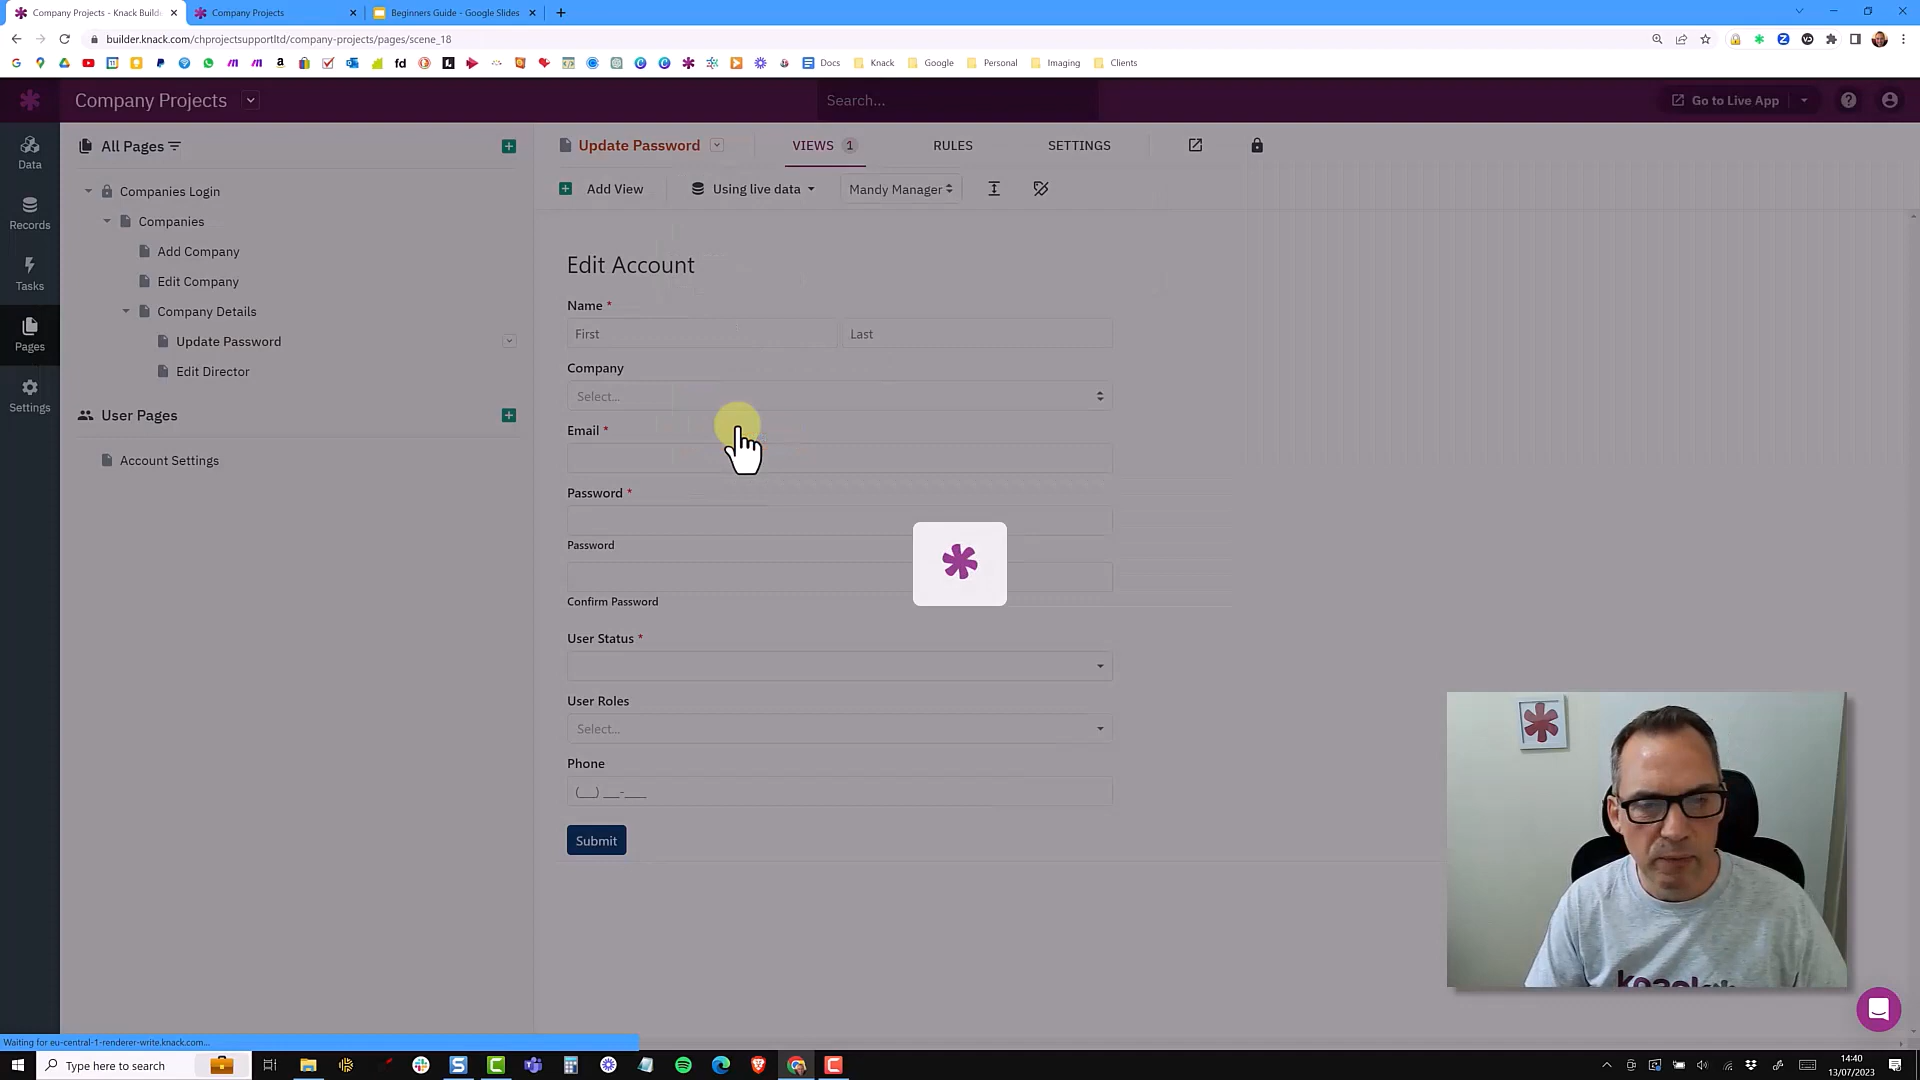 Company Projects - Knack Builde
Company Projects
Beginners Guide - Google Slides
builder.knack.com/chprojectsupportltd/company-projects/pages/scene_18
Docs
Knack
Google
Personal
Imaging
Clients
Company Projects
Search...
Go to Live App
Data
Records
Tasks
Pages
Settings
All Pages
Companies Login
Companies
Add Company
Edit Company
Company Details
Update Password
Edit Director
User Pages
Account Settings
Update Password
VIEWS 1
RULES
SETTINGS
Add View
Using live data
Mandy Manager
Edit Account
Name *
First
Last
Company
Select...
Email *
Password *
Password
Confirm Password
User Status *
User Roles
Select...
Phone
(__) __-___
Submit
Waiting for eu-central-1-renderer-write.knack.com...
Type here to search
14:40
13/07/2023